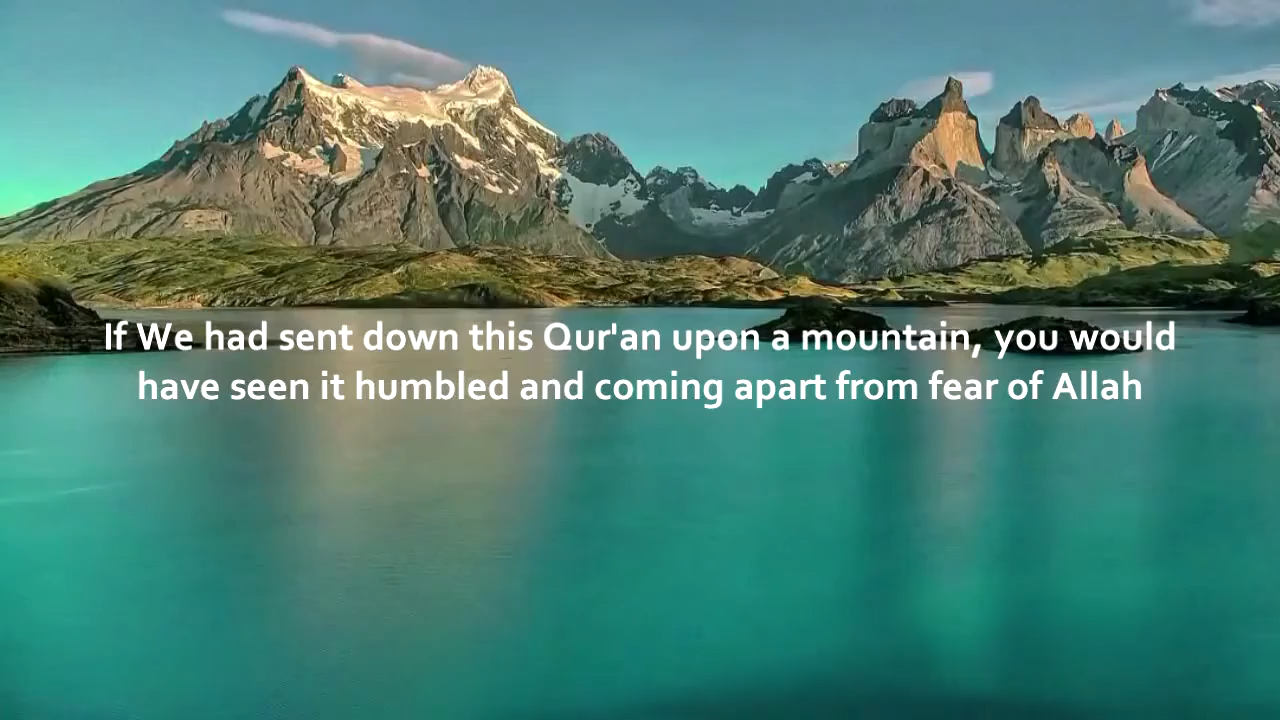 If We had sent down this Qur'an upon a mountain, you would
have seen it humbled and coming apart from fear of Allah